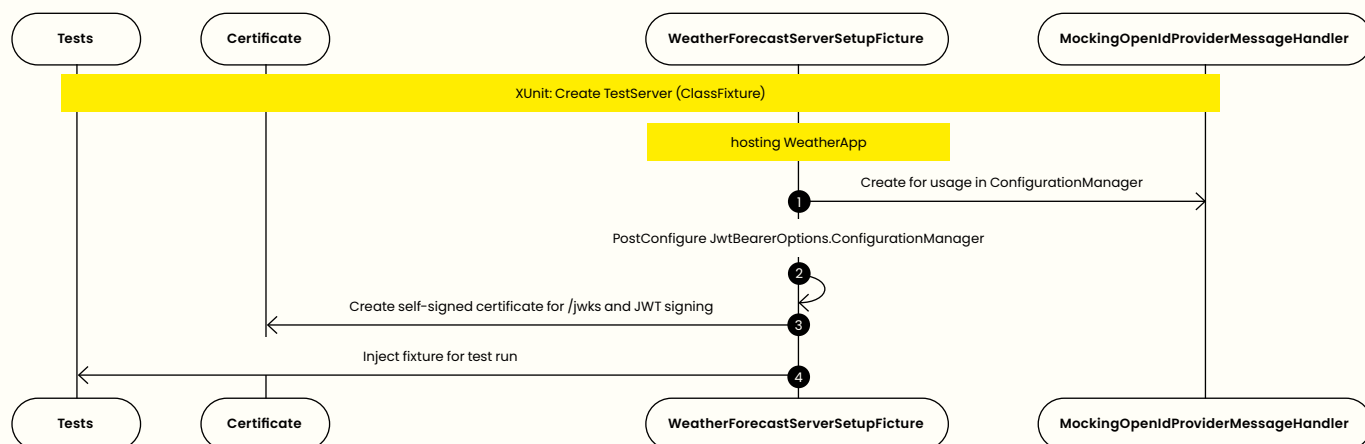 Tests
Certificate
WeatherForecastServerSetupFicture
MockingOpenIdProviderMessageHandler
XUnit: Create TestServer (ClassFixture)
hosting WeatherApp
Create for usage in ConfigurationManager
1
PostConfigure JwtBearerOptions.ConfigurationManager
2
Create self-signed certificate for /jwks and JWT signing
3
Inject fixture for test run
4
Tests
Certificate
WeatherForecastServerSetupFicture
MockingOpenIdProviderMessageHandler